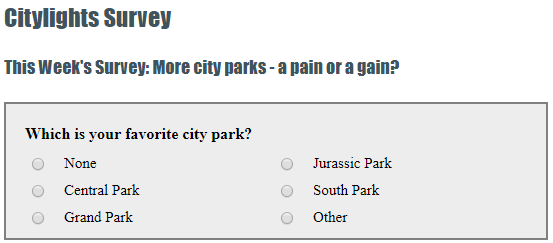 Citylights Survey
This Week's Survey: More city parks - a pain or a gain?
Which is your favorite city park?
None
Jurassic Park
Central Park
South Park
Grand Park
Other